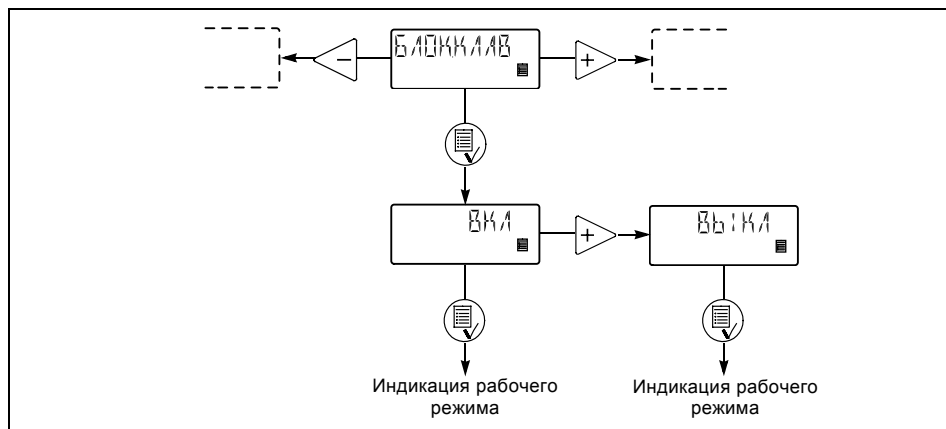 БЛОККЛАВ
ВКЛ
ВЫКЛ
Индикация рабочего
режима
Индикация рабочего
режима